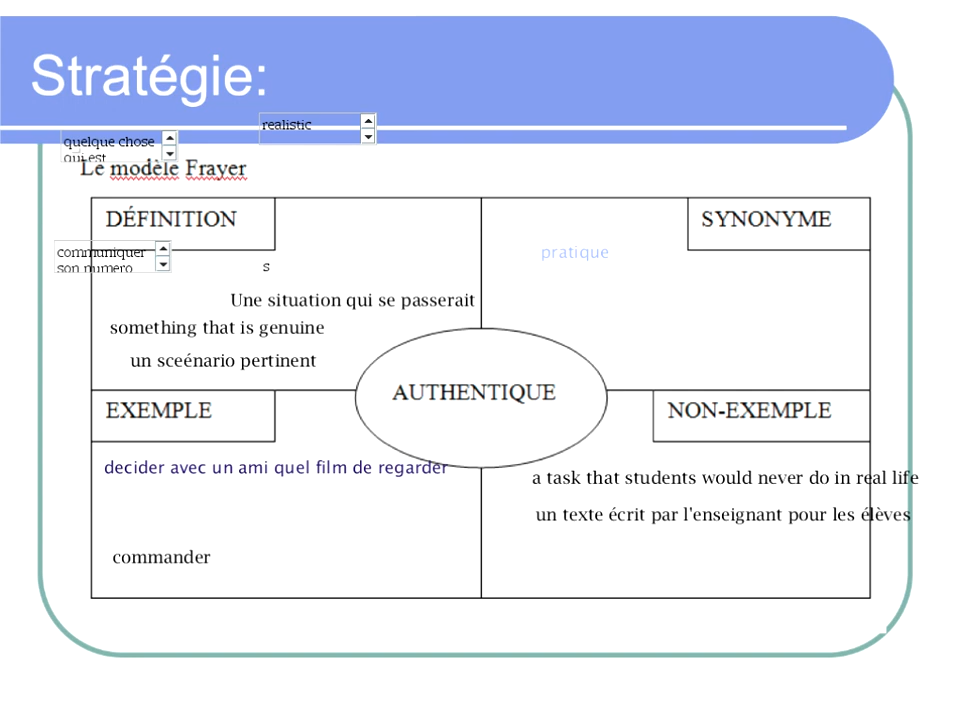 Stratégie:
realistic
quelque chose
qui est
Le modèle Frayer
DÉFINITION
SYNONYME
communiquer
son numero
pratique
s
Une situation qui se passerait
something that is genuine
un sceénario pertinent
AUTHENTIQUE
EXEMPLE
NON-EXEMPLE
decider avec un ami quel film de regarder
a task that students would never do in real life
un texte écrit par l'enseignant pour les élèves
commander